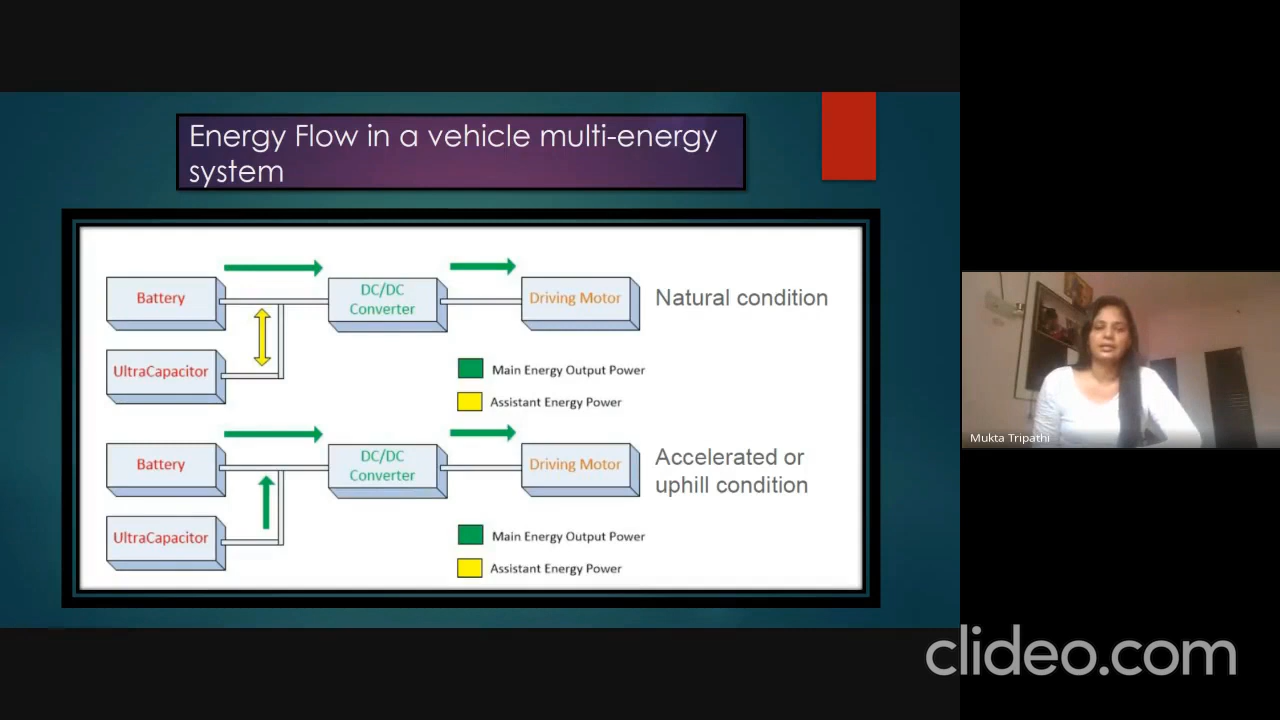 Energy Flow in a vehicle multi-energy
system
Battery
DC/DC
Converter
Driving Motor
Natural condition
UltraCapacitor
Main Energy Output Power
Assistant Energy Power
Battery
DC/DC
Converter
Driving Motor
Accelerated or
uphill condition
UltraCapacitor
Main Energy Output Power
Assistant Energy Power
Mukta Tripathi
clideo.com